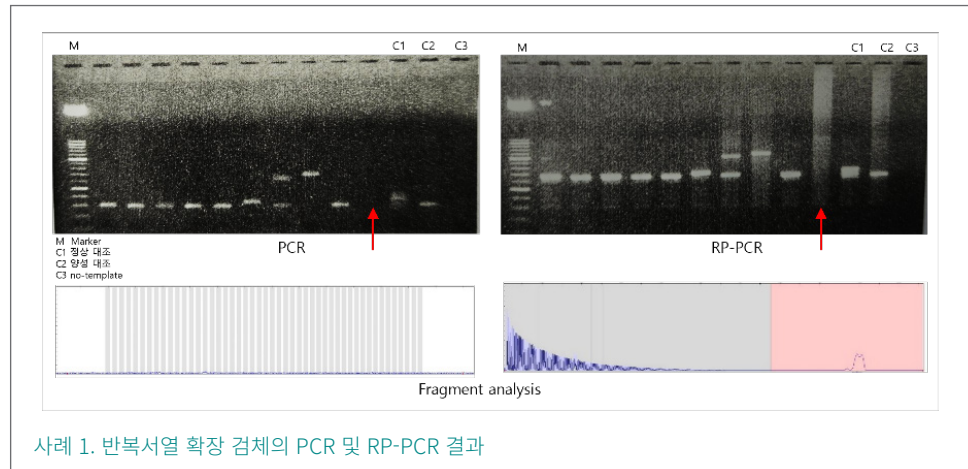 M C1 C2 C3 M C1 C2 C3
PCR RP-PCR
M Marker
C1 정상 대조
C2 양성 대조
C3 no-template
Fragment analysis
사례 1. 반복서열 확장 검체의 PCR 및 RP-PCR 결과